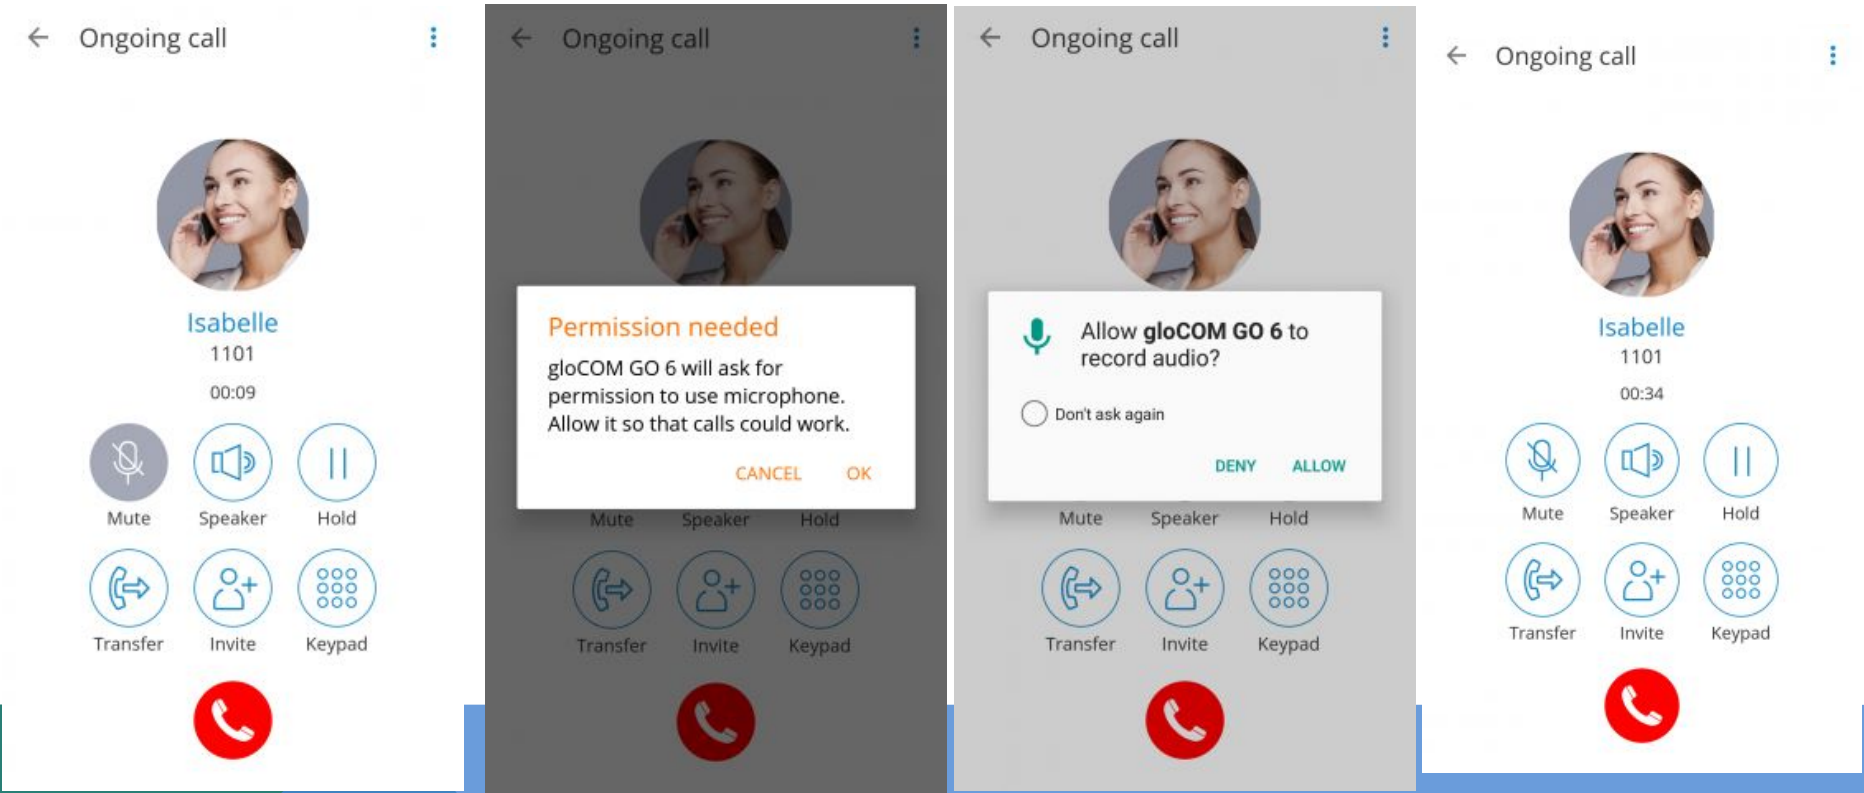 Ongoing call
Isabelle
1101
00:09
Mute Speaker Hold
Transfer Invite Keypad
Ongoing call
Permission needed
gloCOM GO 6 will ask for
permission to use microphone.
Allow it so that calls could work.
CANCEL OK
Mute Speaker Hold
Transfer Invite Keypad
Ongoing call
Allow gloCOM GO 6 to
record audio?
Don't ask again
DENY ALLOW
Mute Speaker Hold
Transfer Invite Keypad
Ongoing call
Isabelle
1101
00:34
Mute Speaker Hold
Transfer Invite Keypad